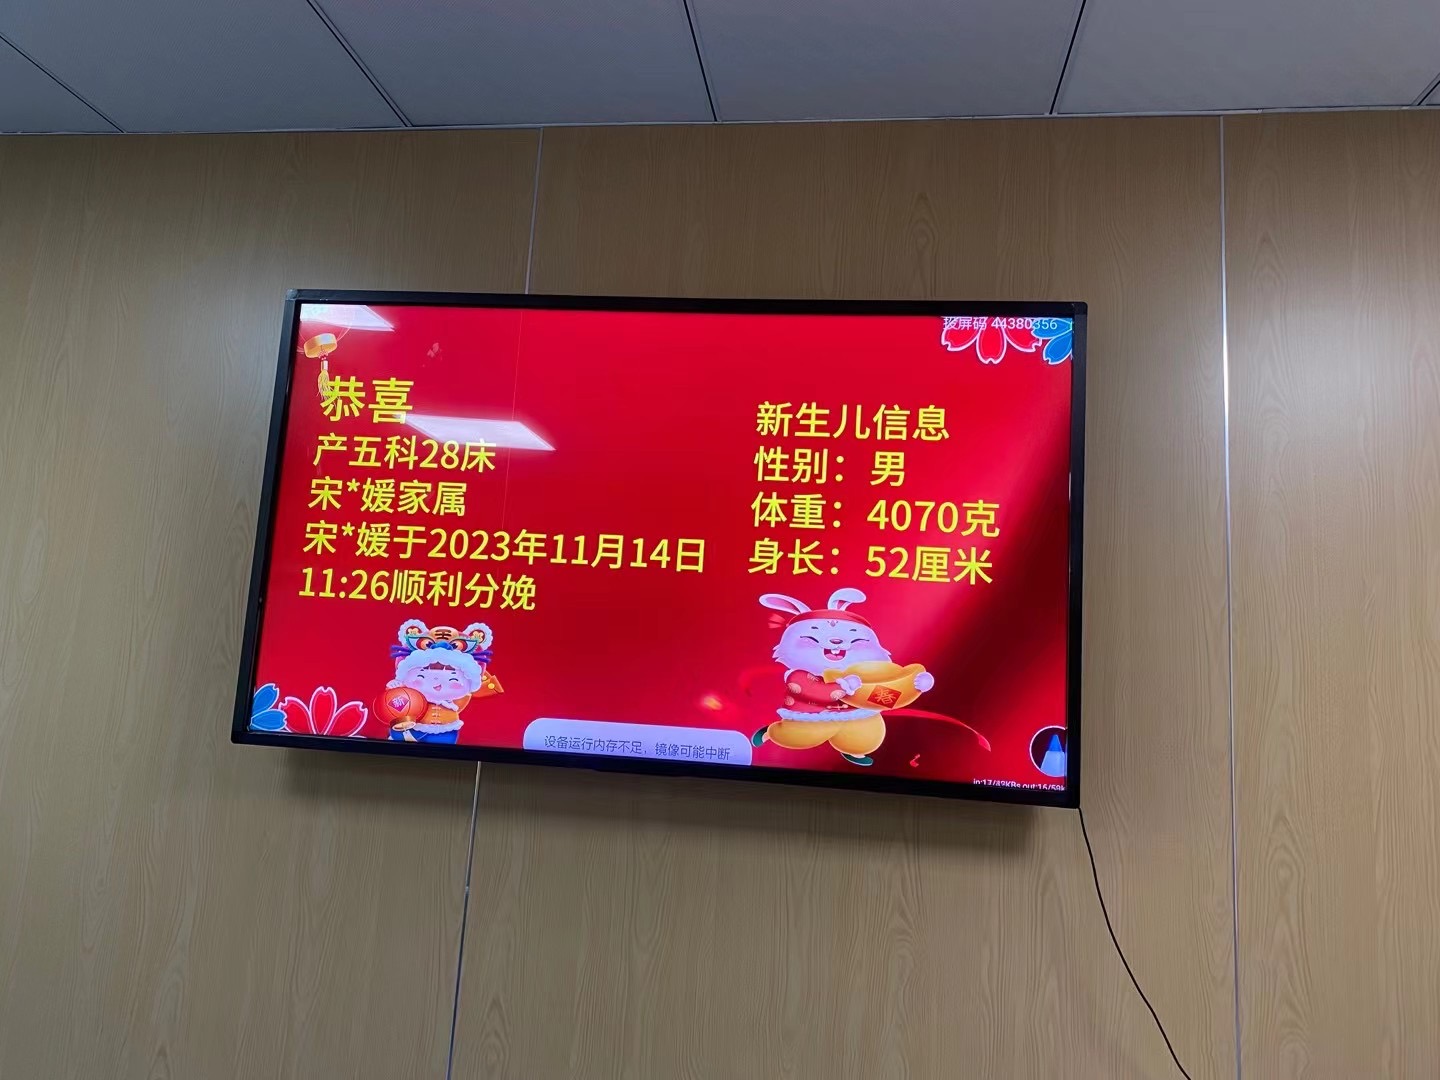 投屏码 44380356
恭喜
产五科28床
宋*媛家属
宋*媛于2023年11月14日
11:26顺利分娩
新生儿信息
性别：男
体重：4070克
身长：52厘米
新
设备运行内存不足，镜像可能中断